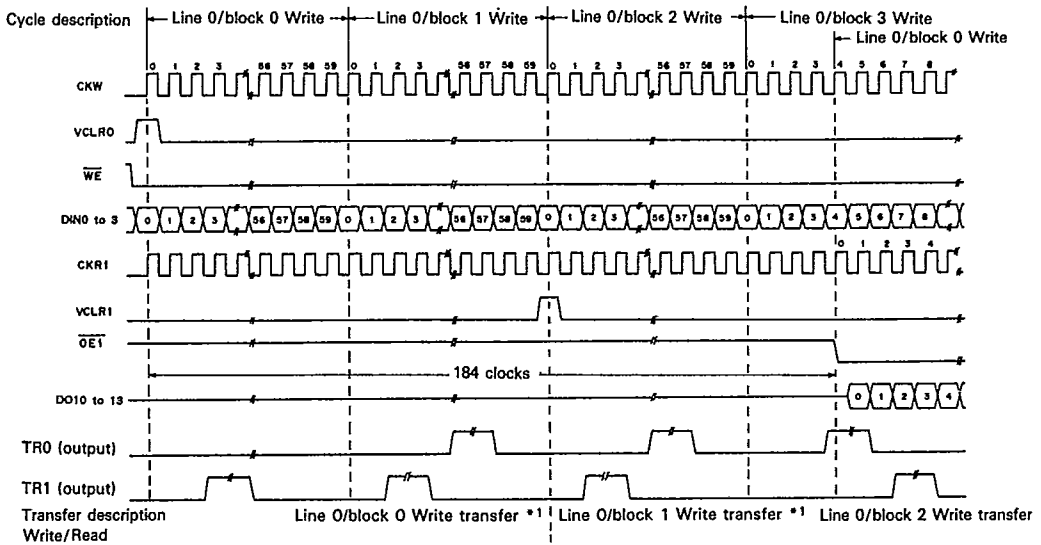 Cycle description
Line 0/block 0 Write
Line 0/block 1 Write
Line 0/block 2 Write
Line 0/block 3 Write
Line 0/block 0 Write
CKW
0 1 2 3 56 57 58 59 0 1 2 3 56 57 58 59 0 1 2 3 56 57 58 59 0 1 2 3 4 5 6 7 8
VCLR0
WE
DIN0 to 3
0 1 2 3 56 57 58 59 0 1 2 3 56 57 58 59 0 1 2 3 56 57 58 59 0 1 2 3 4 5 6 7 8
CKR1
0 1 2 3 4
VCLR1
OE1
184 clocks
DO10 to 13
0 1 2 3 4
TR0 (output)
TR1 (output)
Transfer description
Write/Read
Line 0/block 0 Write transfer *1
Line 0/block 1 Write transfer *1
Line 0/block 2 Write transfer